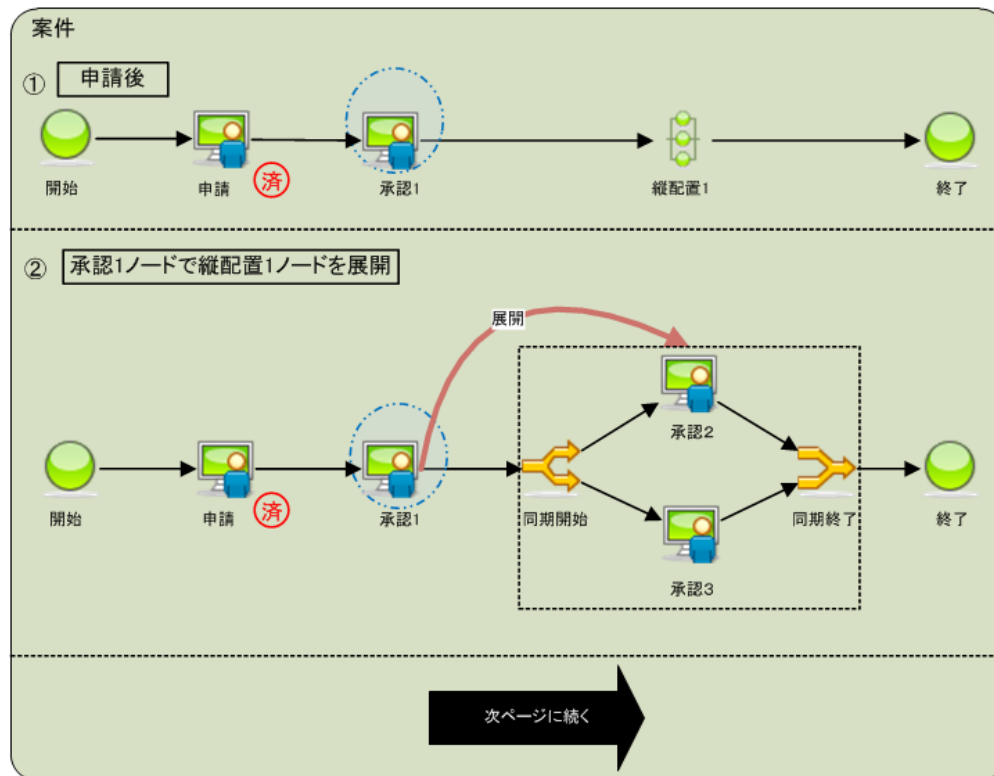 案件
① 申請後
開始
申請
済
承認1
縦配置1
終了
② 承認1ノードで縦配置1ノードを展開
展開
承認2
開始
申請
済
承認1
同期開始
同期終了
終了
承認3
次ページに続く